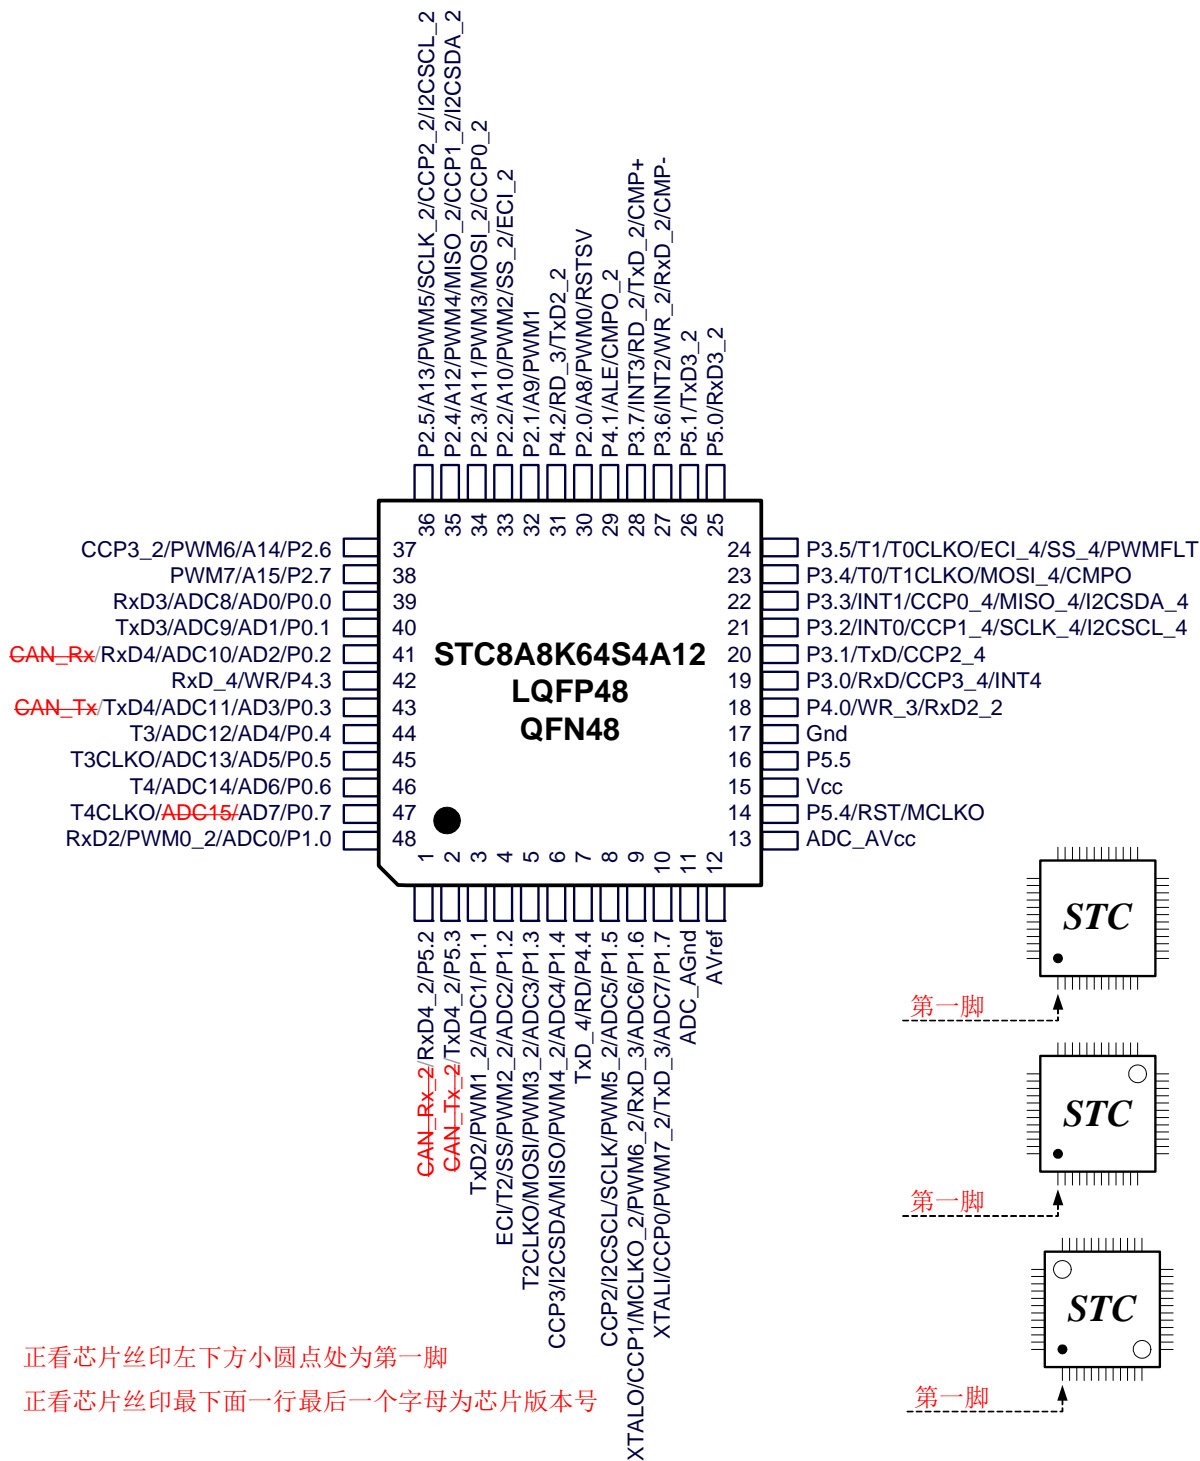 P2.5/A13/PWM5/SCLK_2/CCP2_2/I2CSCL_2
P2.4/A12/PWM4/MISO_2/CCP1_2/I2CSDA_2
P2.3/A11/PWM3/MOSI_2/CCP0_2
P2.2/A10/PWM2/SS_2/ECI_2
P2.1/A9/PWM1
P4.2/RD_3/TxD2_2
P2.0/A8/PWM0/RSTSV
P4.1/ALE/CMPO_2
P3.7/INT3/RD_2/TxD_2/CMP+
P3.6/INT2/WR_2/RxD_2/CMP-
P5.1/TxD3_2
P5.0/RxD3_2
36 35 34 33 32 31 30 29 28 27 26 25
CCP3_2/PWM6/A14/P2.6 37
PWM7/A15/P2.7 38
RxD3/ADC8/AD0/P0.0 39
TxD3/ADC9/AD1/P0.1 40
CAN_Rx/RxD4/ADC10/AD2/P0.2 41
RxD_4/WR/P4.3 42
CAN_Tx/TxD4/ADC11/AD3/P0.3 43
T3/ADC12/AD4/P0.4 44
T3CLKO/ADC13/AD5/P0.5 45
T4/ADC14/AD6/P0.6 46
T4CLKO/ADC15/AD7/P0.7 47
RxD2/PWM0_2/ADC0/P1.0 48
STC8A8K64S4A12
LQFP48
QFN48
24 P3.5/T1/T0CLKO/ECI_4/SS_4/PWMFLT
23 P3.4/T0/T1CLKO/MOSI_4/CMPO
22 P3.3/INT1/CCP0_4/MISO_4/I2CSDA_4
21 P3.2/INT0/CCP1_4/SCLK_4/I2CSCL_4
20 P3.1/TxD/CCP2_4
19 P3.0/RxD/CCP3_4/INT4
18 P4.0/WR_3/RxD2_2
17 Gnd
16 P5.5
15 Vcc
14 P5.4/RST/MCLKO
13 ADC_AVcc
1 2 3 4 5 6 7 8 9 10 11 12
CAN_Rx_2/RxD4_2/P5.2
CAN_Tx_2/TxD4_2/P5.3
TxD2/PWM1_2/ADC1/P1.1
ECI/T2/SS/PWM2_2/ADC2/P1.2
T2CLKO/MOSI/PWM3_2/ADC3/P1.3
CCP3/I2CSDA/MISO/PWM4_2/ADC4/P1.4
TxD_4/RD/P4.4
CCP2/I2CSCL/SCLK/PWM5_2/ADC5/P1.5
XTALO/CCP1/MCLKO_2/PWM6_2/RxD_3/ADC6/P1.6
XTALI/CCP0/PWM7_2/TxD_3/ADC7/P1.7
ADC_AGnd
AVref
STC
第一脚
STC
第一脚
STC
第一脚
正看芯片丝印左下方小圆点处为第一脚
正看芯片丝印最下面一行最后一个字母为芯片版本号